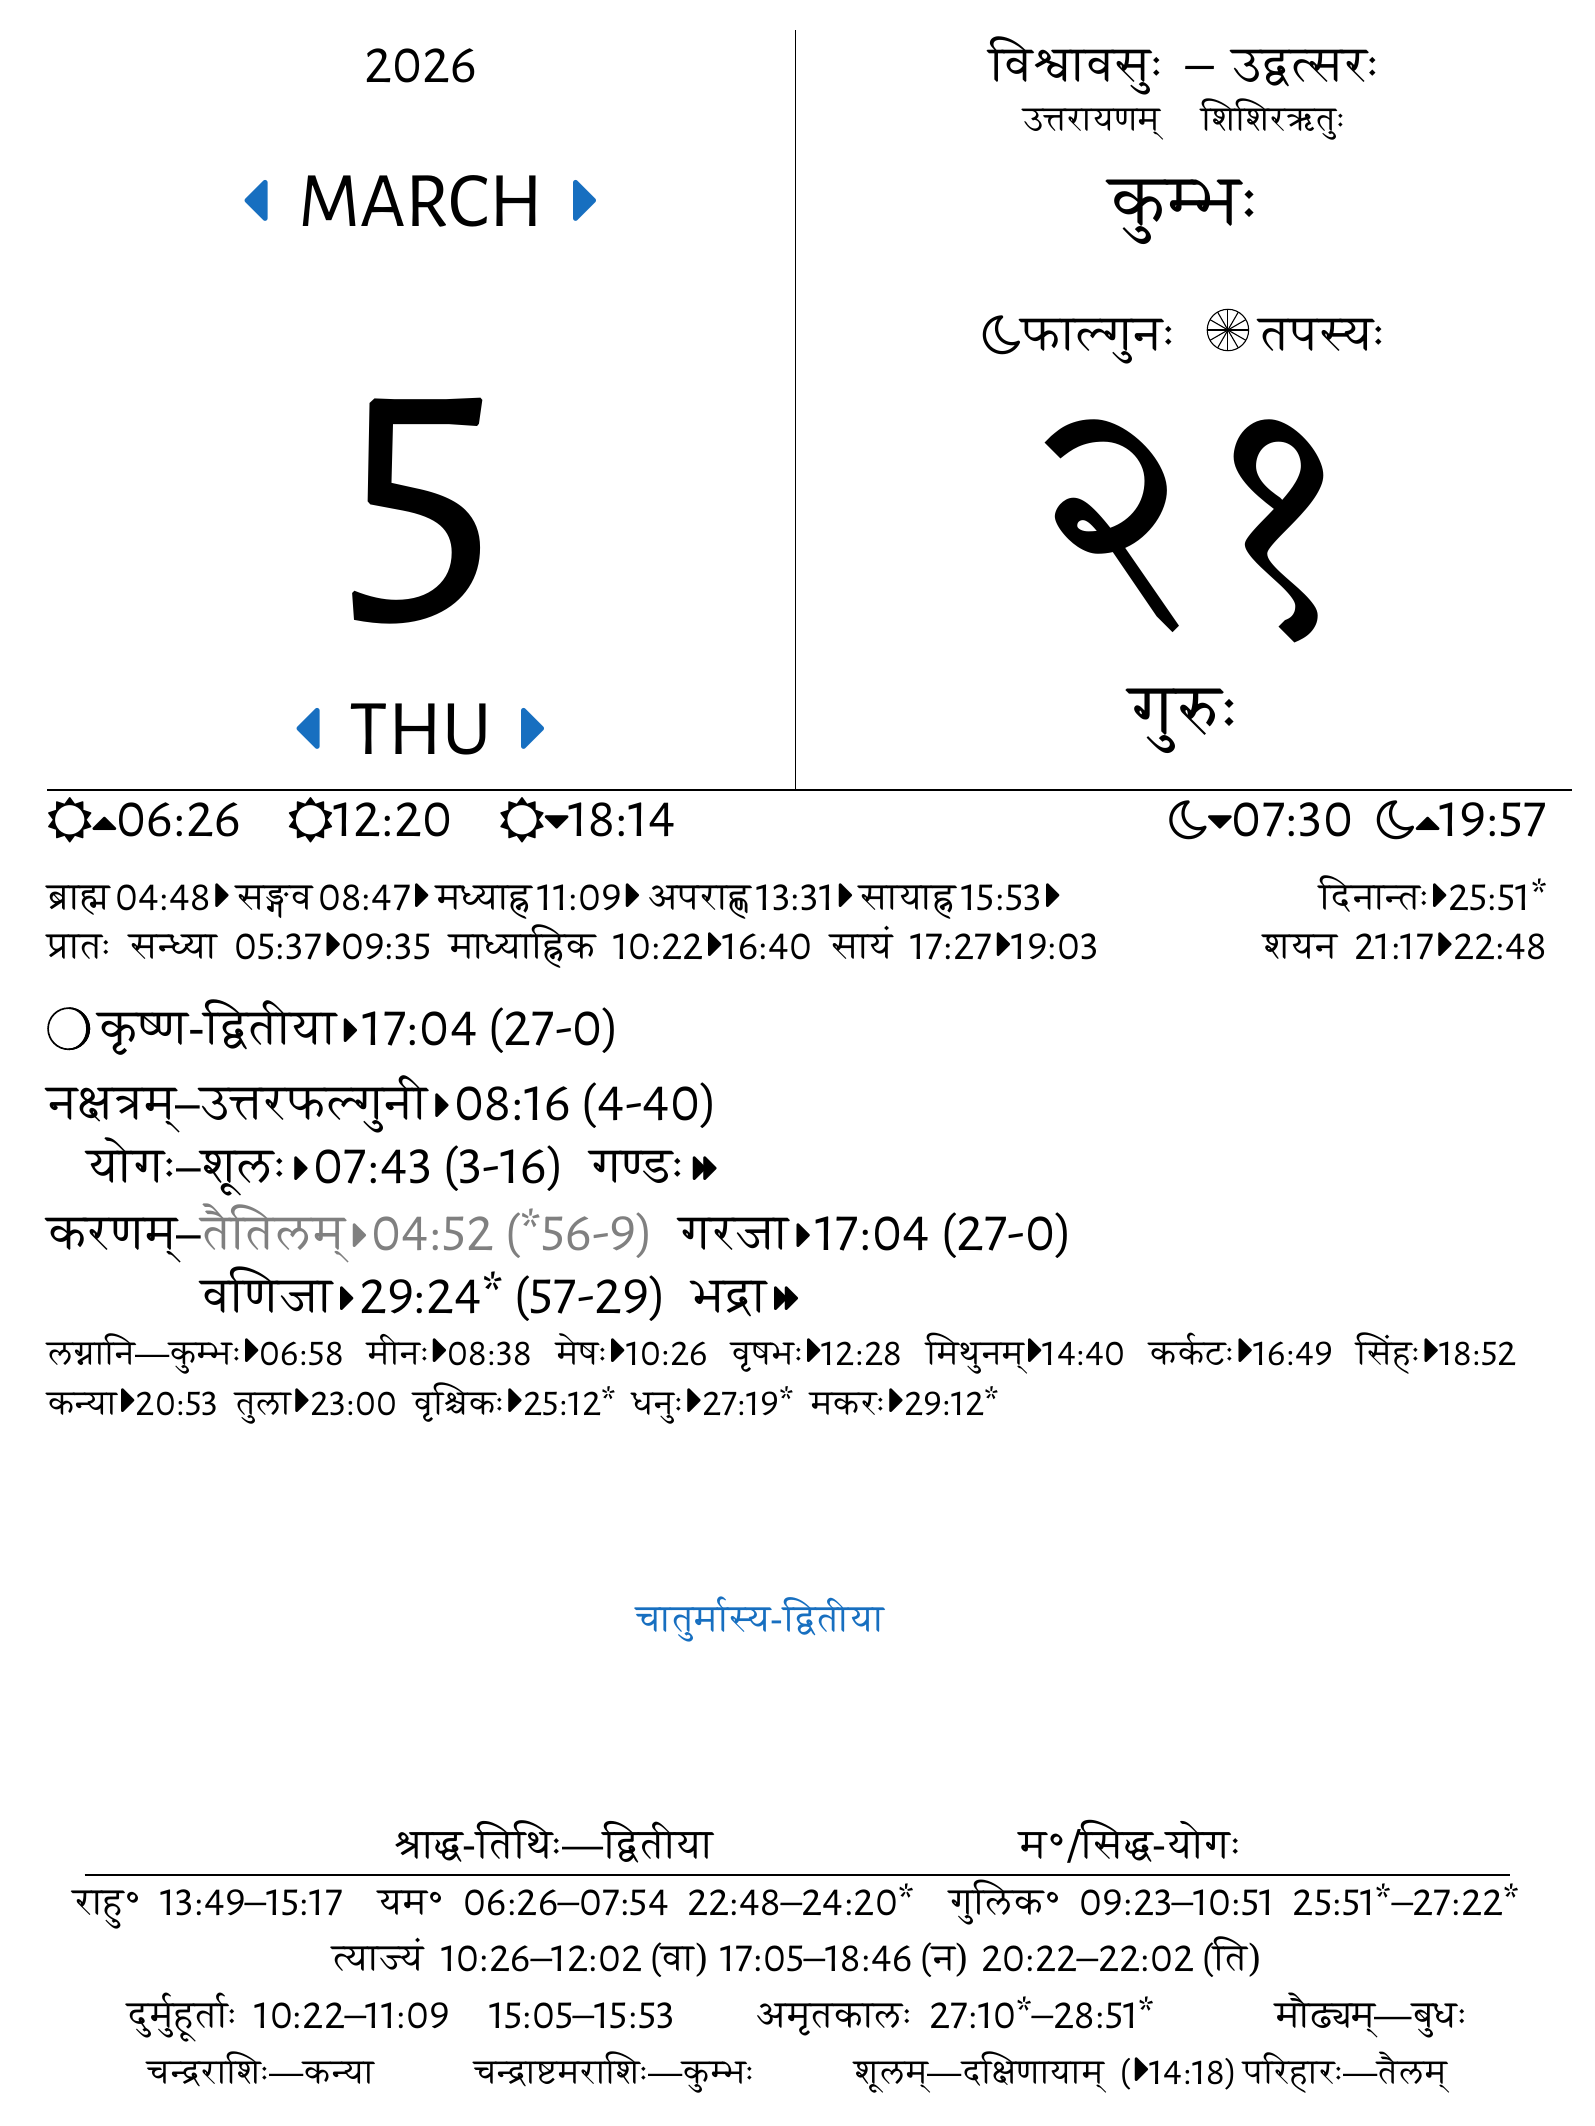 2026
MARCH
5
THU
विश्वावसुः – उद्वत्सरः
उत्तरायणम् शिशिरऋतुः
कुम्भः
फाल्गुनः तपस्यः
२१
गुरुः
06:26 12:20 18:14 07:30 19:57
ब्राह्म 04:48 सङ्गव 08:47 मध्याह्न 11:09 अपराह्ण 13:31 सायाह्न 15:53 दिनान्तः 25:51*
प्रातः सन्ध्या 05:37 09:35 माध्याह्निक 10:22 16:40 सायं 17:27 19:03 शयन 21:17 22:48
कृष्ण-द्वितीया 17:04 (27-0)
नक्षत्रम्–उत्तरफल्गुनी 08:16 (4-40)
योगः–शूलः 07:43 (3-16) गण्डः
करणम्–तैतिलम् 04:52 (*56-9) गरजा 17:04 (27-0)
वणिजा 29:24* (57-29) भद्रा
लग्नानि—कुम्भः 06:58 मीनः 08:38 मेषः 10:26 वृषभः 12:28 मिथुनम् 14:40 कर्कटः 16:49 सिंहः 18:52
कन्या 20:53 तुला 23:00 वृश्चिकः 25:12* धनुः 27:19* मकरः 29:12*
चातुर्मास्य-द्वितीया
श्राद्ध-तिथिः—द्वितीया म॰/सिद्ध-योगः
राहु॰ 13:49–15:17 यम॰ 06:26–07:54 22:48–24:20* गुलिक॰ 09:23–10:51 25:51*–27:22*
त्याज्यं 10:26–12:02 (वा) 17:05–18:46 (न) 20:22–22:02 (ति)
दुर्मुहूर्ताः 10:22–11:09 15:05–15:53 अमृतकालः 27:10*–28:51* मौढ्यम्—बुधः
चन्द्रराशिः—कन्या चन्द्राष्टमराशिः—कुम्भः शूलम्—दक्षिणायाम् (14:18) परिहारः—तैलम्